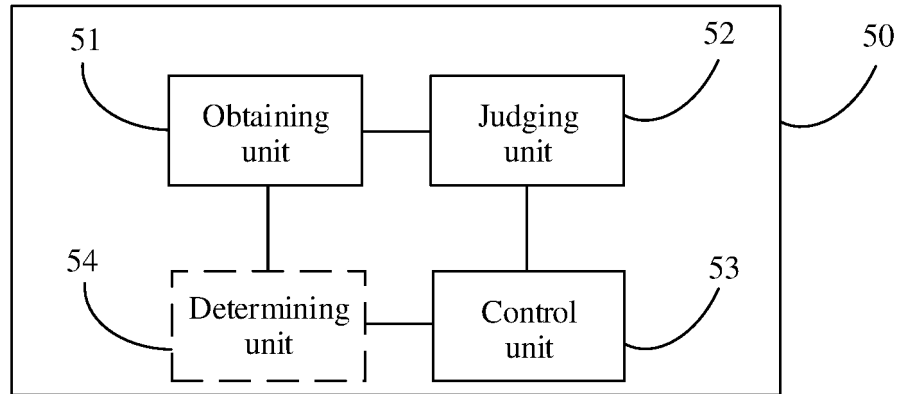 51
52
50
Obtaining
unit
Judging
unit
54
53
Determining
unit
Control
unit